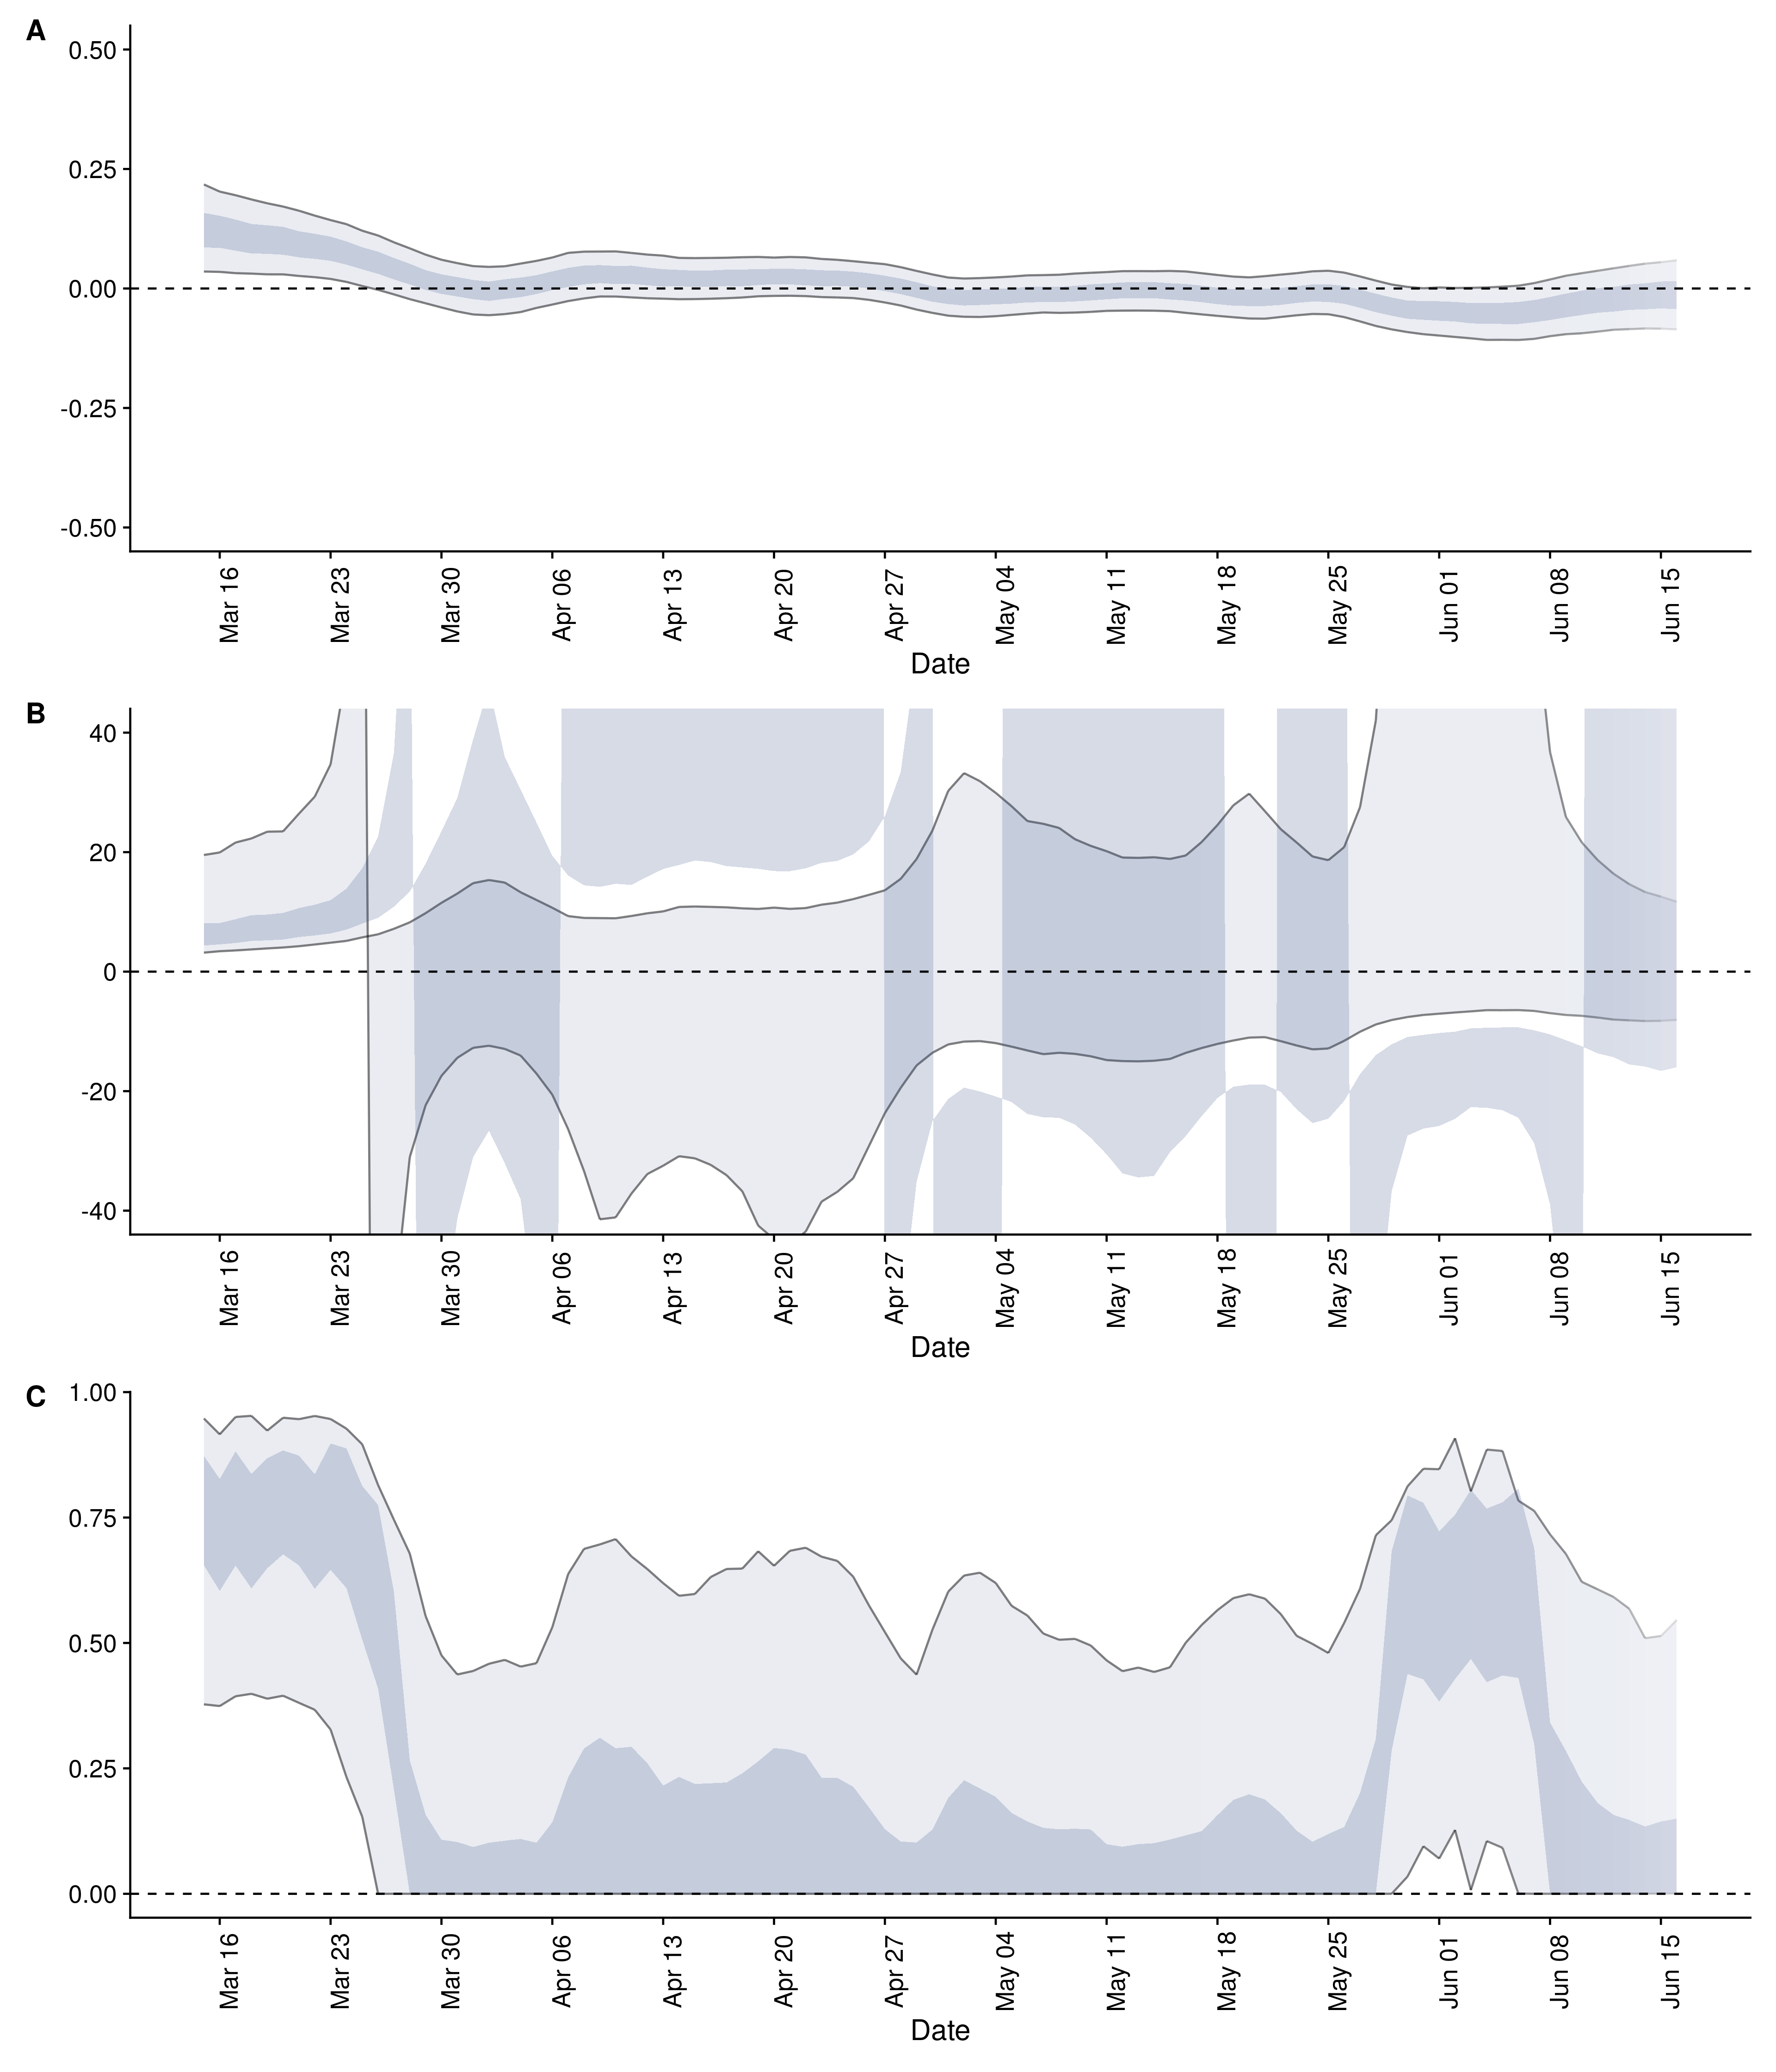 A
0.50
0.25
0.00
-0.25
-0.50
Mar 16
Mar 23
Mar 30
Apr 06
Apr 13
Apr 20
Apr 27
May 04
May 11
May 18
May 25
Jun 01
Jun 08
Jun 15
Date
B
40
20
0
-20
-40
Mar 16
Mar 23
Mar 30
Apr 06
Apr 13
Apr 20
Apr 27
May 04
May 11
May 18
May 25
Jun 01
Jun 08
Jun 15
Date
C
1.00
0.75
0.50
0.25
0.00
Mar 16
Mar 23
Mar 30
Apr 06
Apr 13
Apr 20
Apr 27
May 04
May 11
May 18
May 25
Jun 01
Jun 08
Jun 15
Date